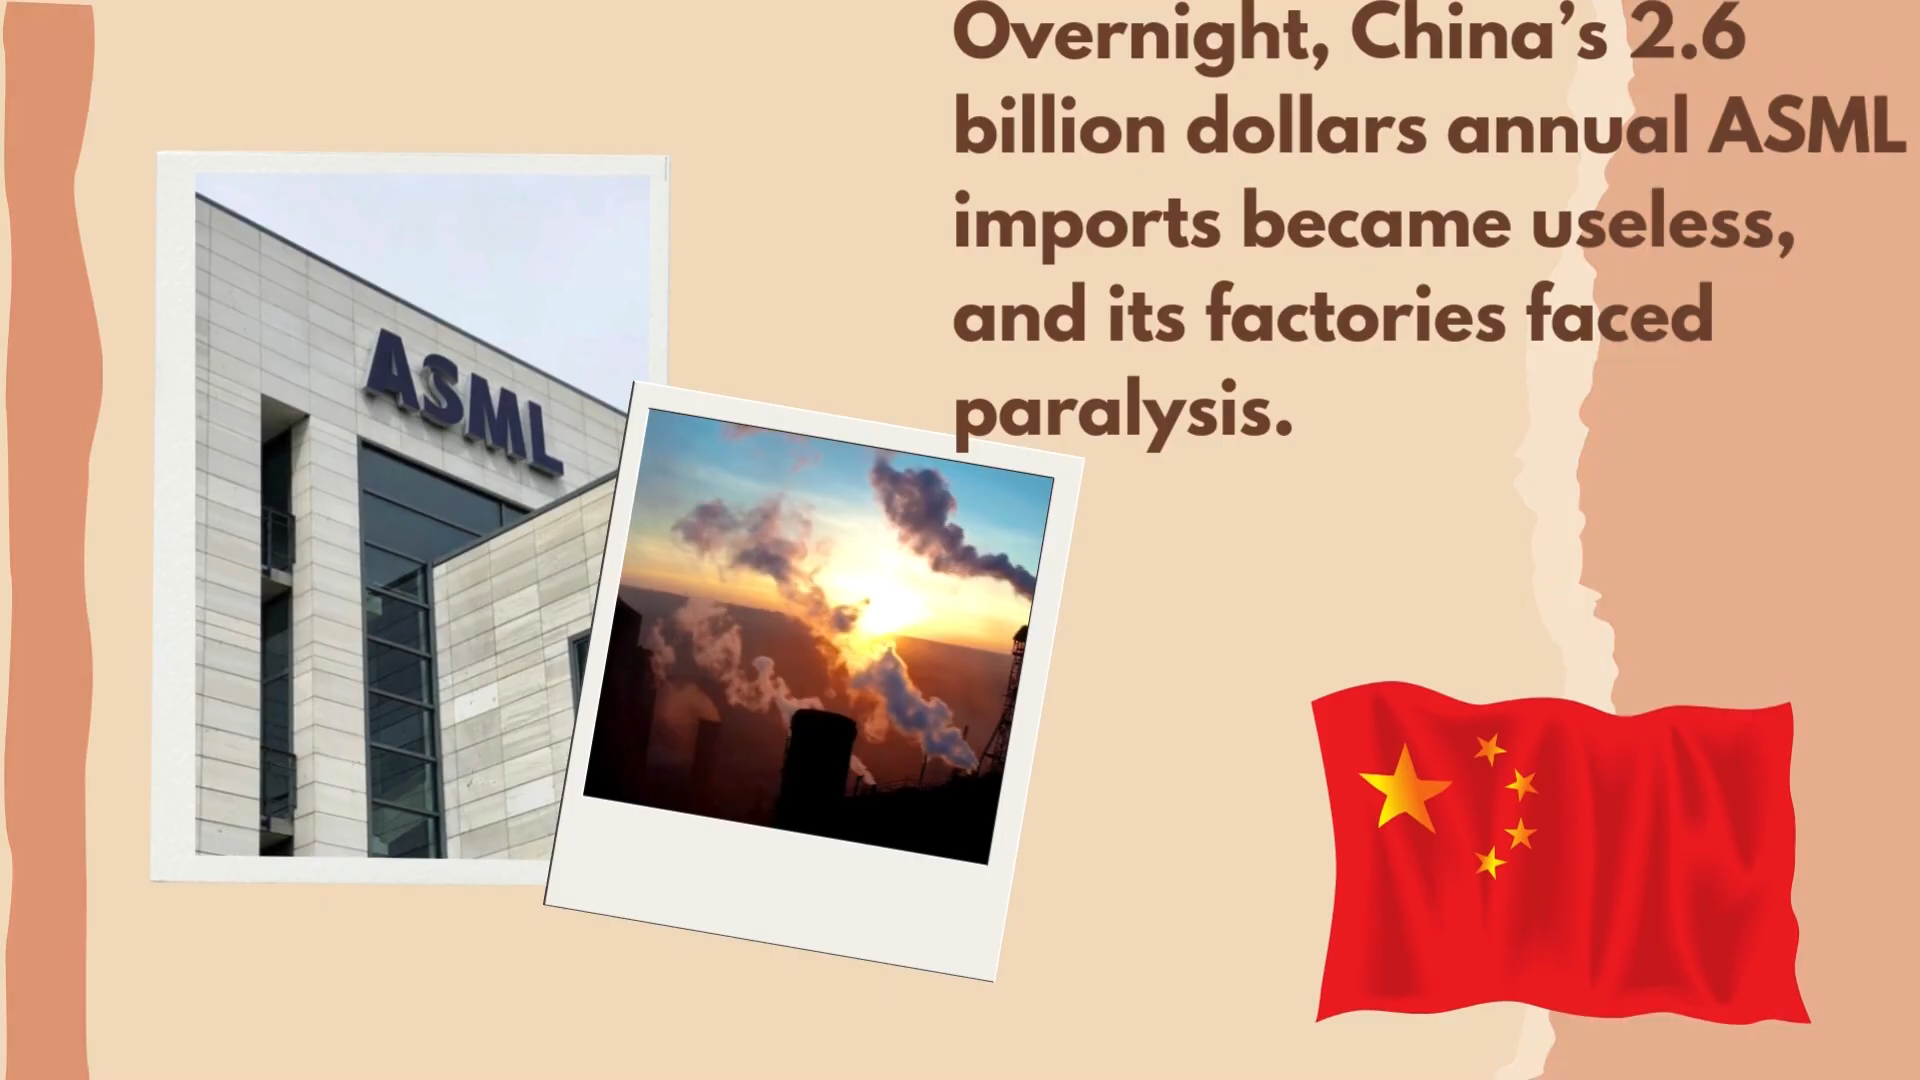 Overnight, China’s 2.6
billion dollars annual ASML
imports became useless,
and its factories faced
paralysis.
ASML